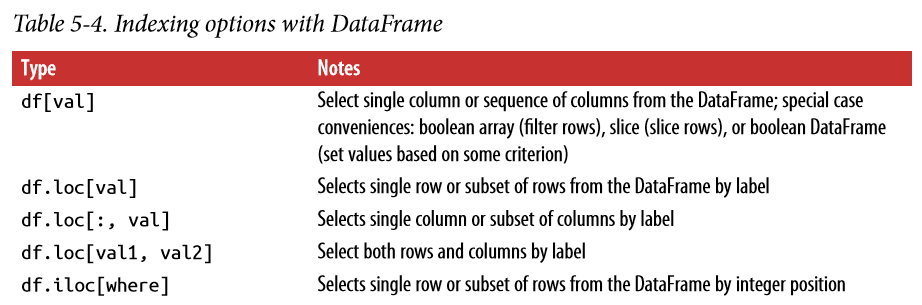 Table 5-4. Indexing options with DataFrame
Type Notes
df[val] Select single column or sequence of columns from the DataFrame; special case
conveniences: boolean array (filter rows), slice (slice rows), or boolean DataFrame
(set values based on some criterion)
df.loc[val] Selects single row or subset of rows from the DataFrame by label
df.loc[:, val] Selects single column or subset of columns by label
df.loc[val1, val2] Select both rows and columns by label
df.iloc[where] Selects single row or subset of rows from the DataFrame by integer position